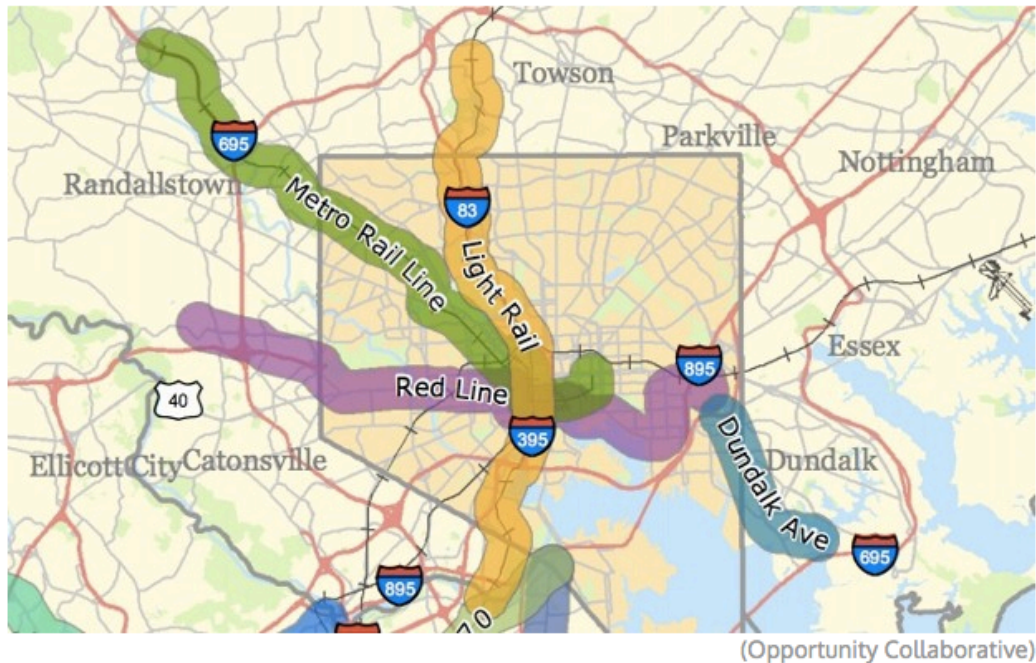 Towson
Parkville
695
Nottingham
Randallstown
83
Metro Rail Line
Light Rail
Essex
895
Red Line
40
395
Ellicott City
Catonsville
Dundalk
Dundalk Ave
695
895
(Opportunity Collaborative)